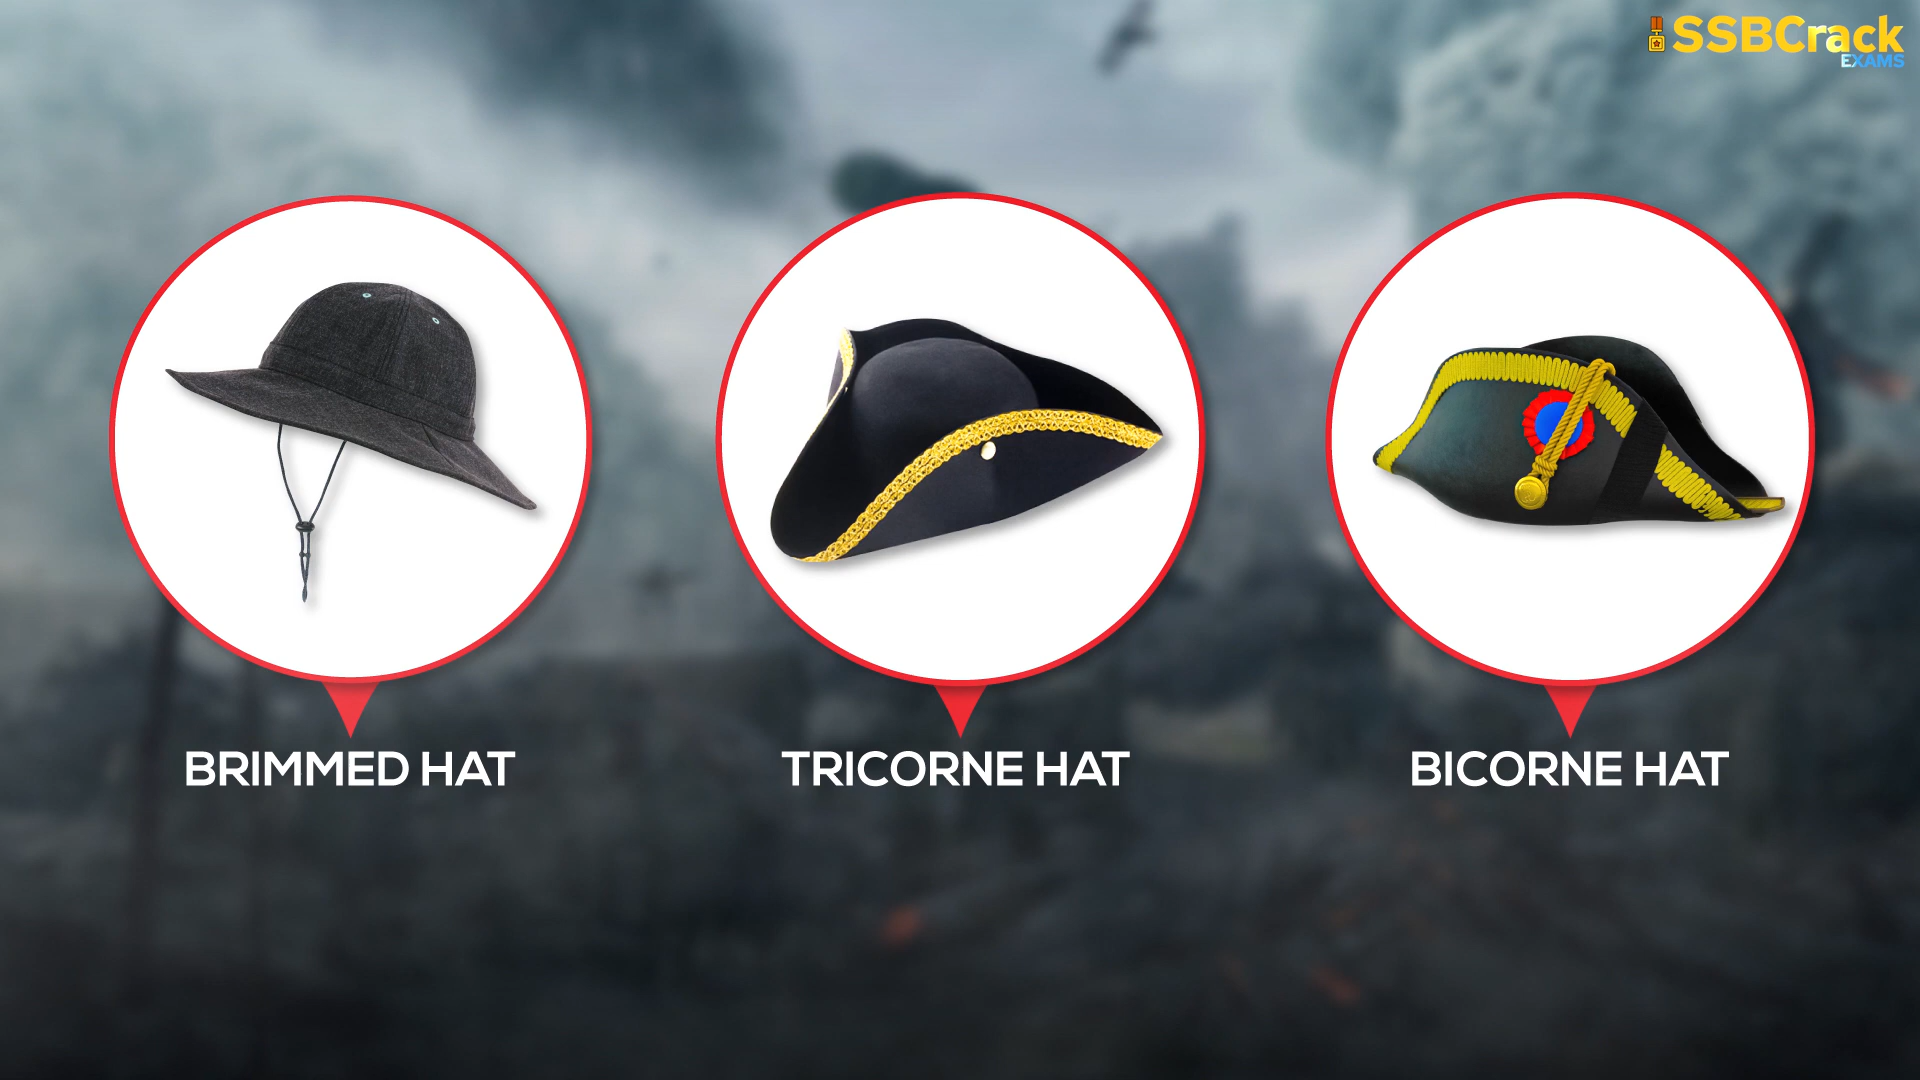 SSBCrack
EXAMS
BRIMMED HAT
TRICORNE HAT
BICORNE HAT